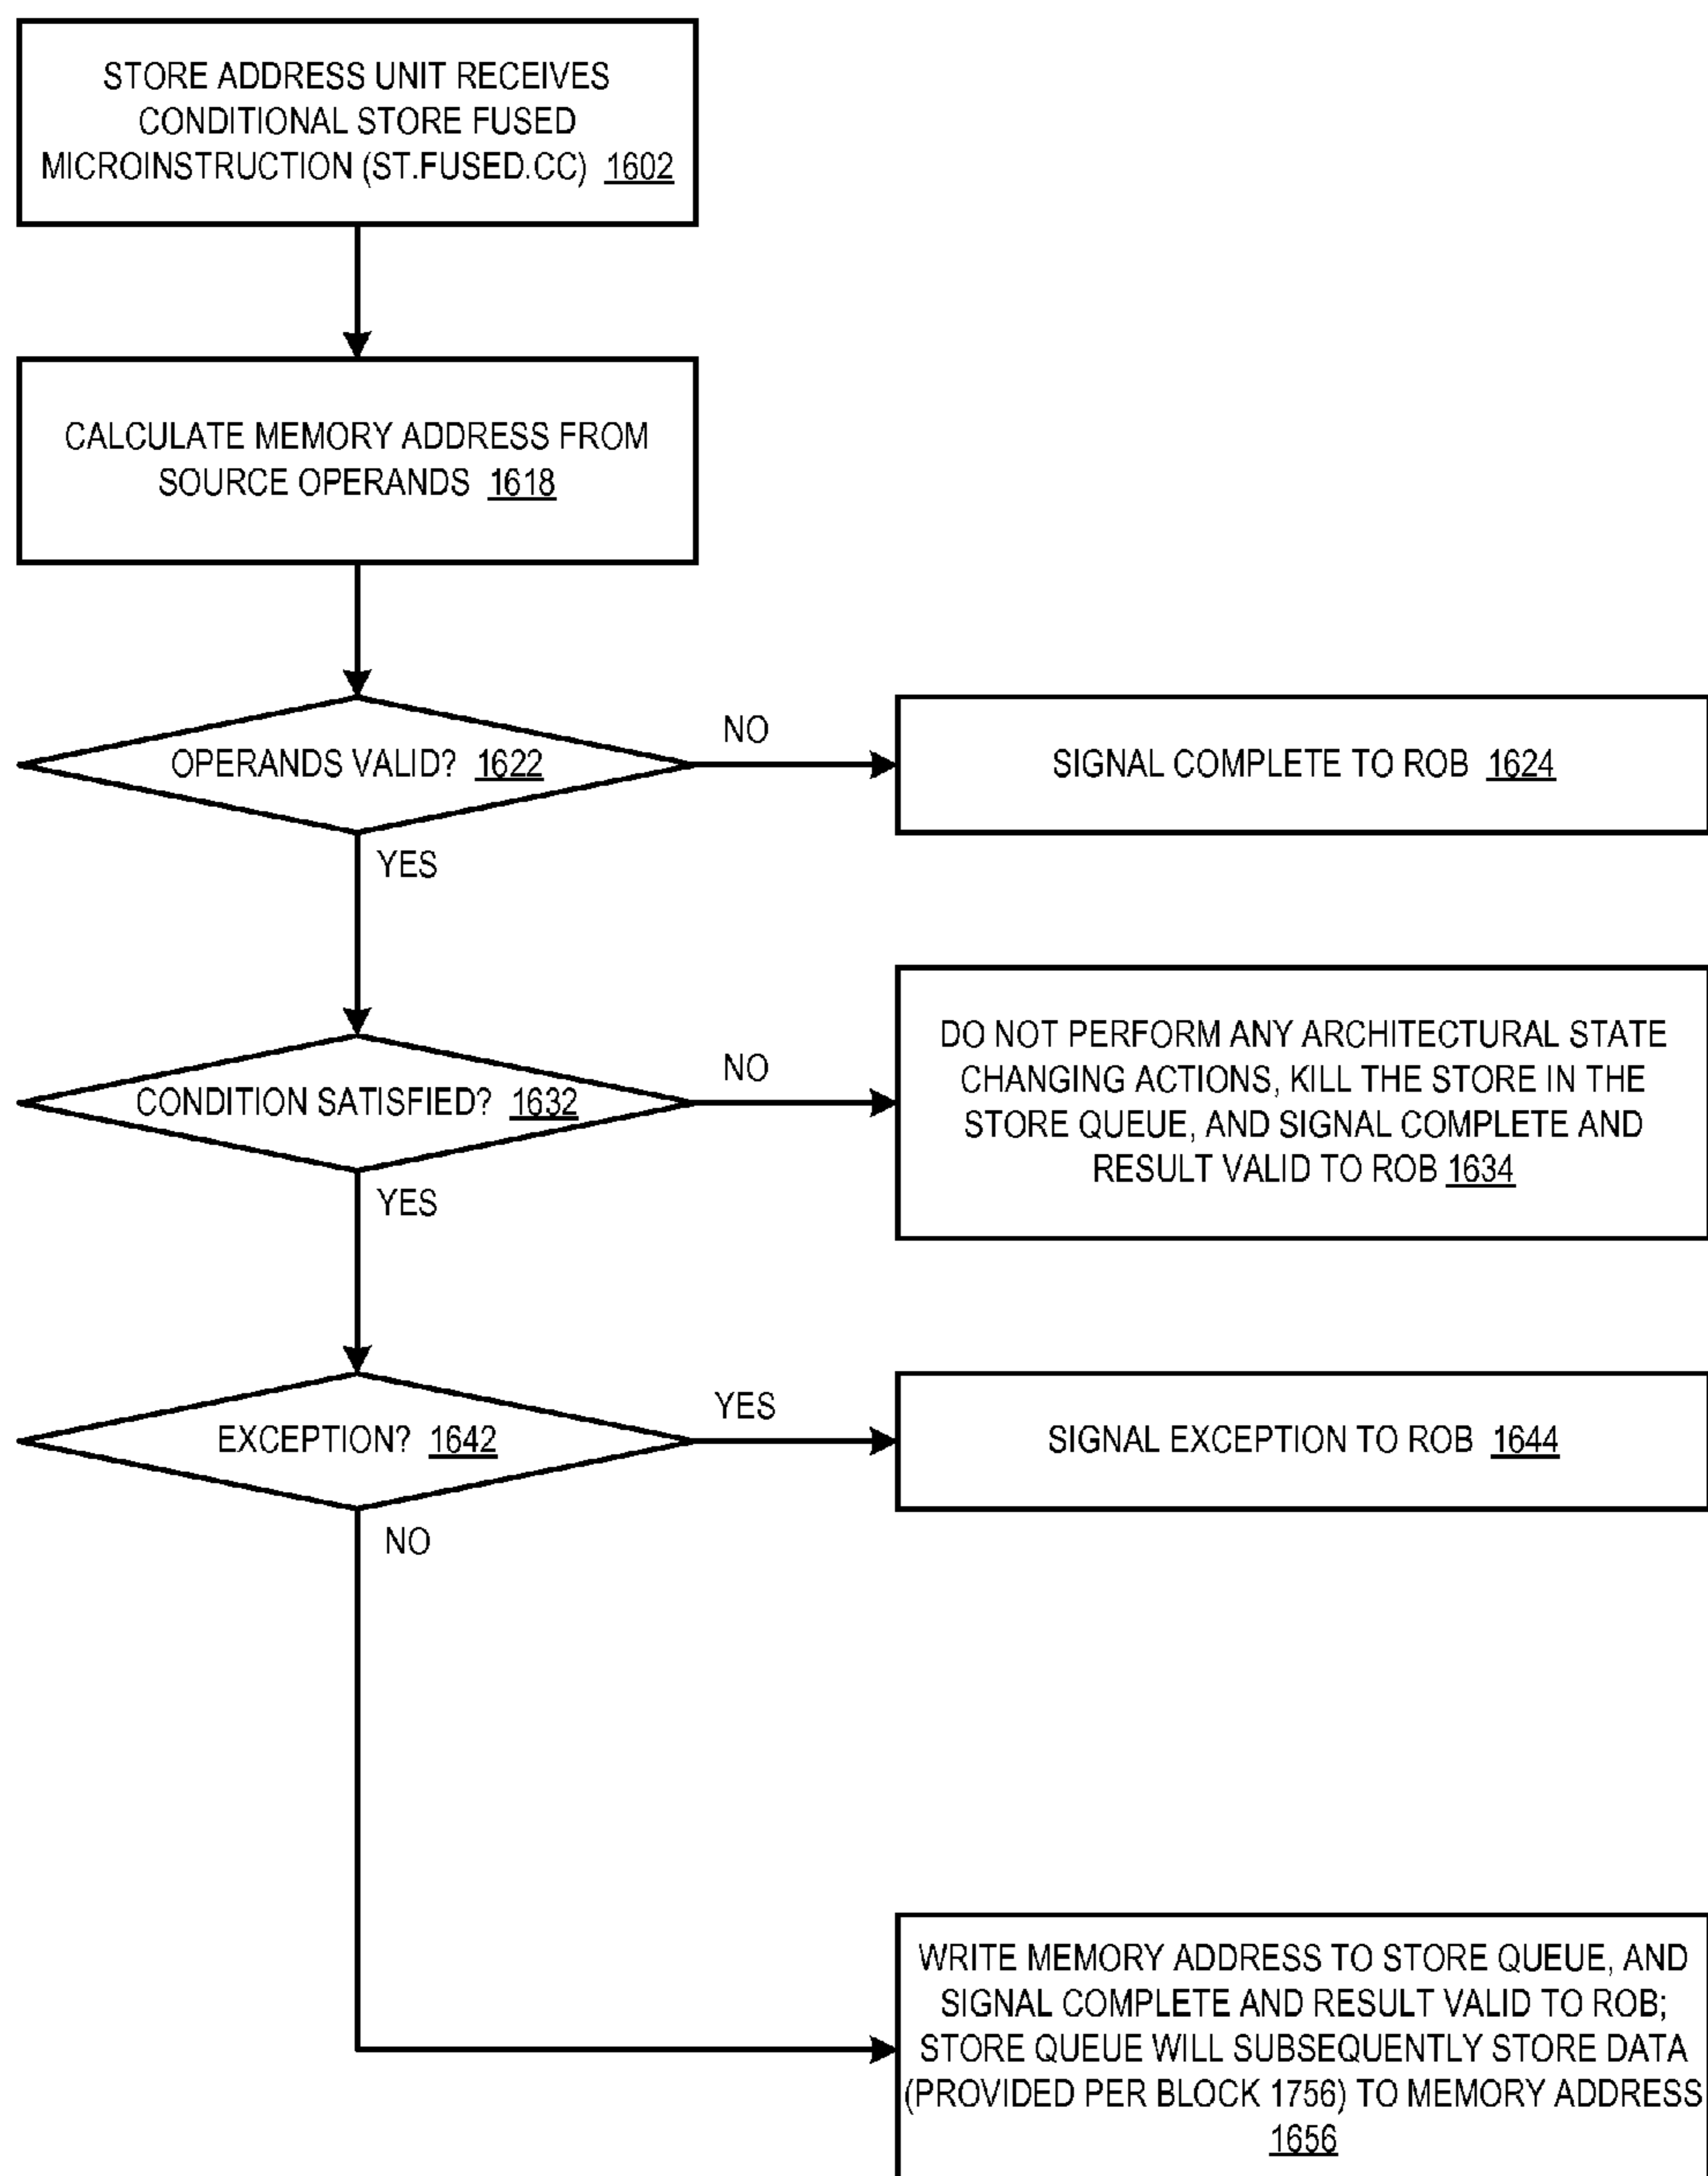 STORE ADDRESS UNIT RECEIVES
CONDITIONAL STORE FUSED
MICROINSTRUCTION (ST.FUSED.CC) 1602
CALCULATE MEMORY ADDRESS FROM
SOURCE OPERANDS 1618
OPERANDS VALID? 1622
NO
SIGNAL COMPLETE TO ROB 1624
YES
CONDITION SATISFIED? 1632
NO
DO NOT PERFORM ANY ARCHITECTURAL STATE
CHANGING ACTIONS, KILL THE STORE IN THE
STORE QUEUE, AND SIGNAL COMPLETE AND
RESULT VALID TO ROB 1634
YES
EXCEPTION? 1642
YES
SIGNAL EXCEPTION TO ROB 1644
NO
WRITE MEMORY ADDRESS TO STORE QUEUE, AND
SIGNAL COMPLETE AND RESULT VALID TO ROB;
STORE QUEUE WILL SUBSEQUENTLY STORE DATA
(PROVIDED PER BLOCK 1756) TO MEMORY ADDRESS
1656